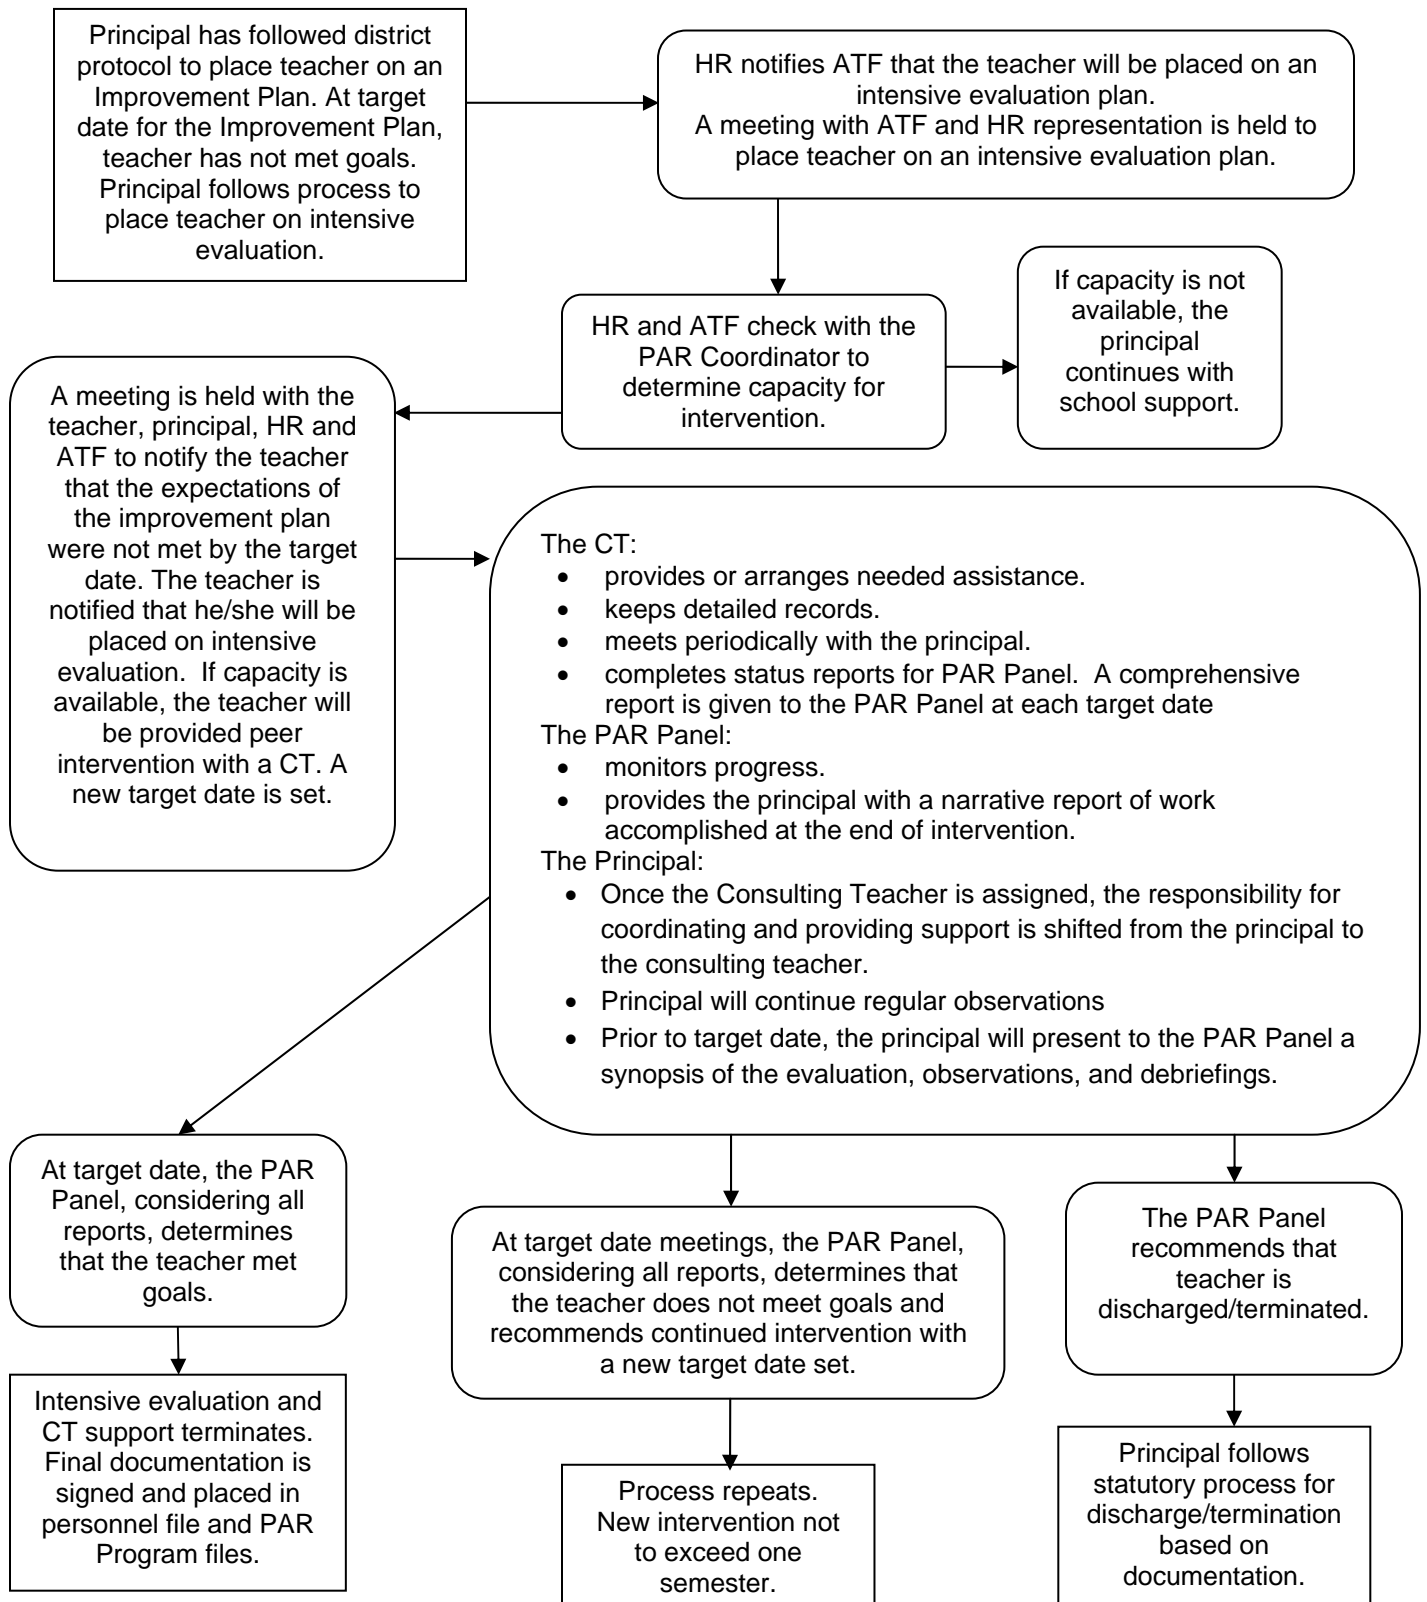 Principal has followed district
protocol to place teacher on an
Improvement Plan. At target
date for the Improvement Plan,
teacher has not met goals.
Principal follows process to
place teacher on intensive
evaluation.
HR notifies ATF that the teacher will be placed on an
intensive evaluation plan.
A meeting with ATF and HR representation is held to
place teacher on an intensive evaluation plan.
HR and ATF check with the
PAR Coordinator to
determine capacity for
intervention.
If capacity is not
available, the
principal
continues with
school support.
A meeting is held with the
teacher, principal, HR and
ATF to notify the teacher
that the expectations of
the improvement plan
were not met by the target
date. The teacher is
notified that he/she will be
placed on intensive
evaluation.  If capacity is
available, the teacher will
be provided peer
intervention with a CT. A
new target date is set.
The CT:
• provides or arranges needed assistance.
• keeps detailed records.
• meets periodically with the principal.
• completes status reports for PAR Panel.  A comprehensive
report is given to the PAR Panel at each target date
The PAR Panel:
• monitors progress.
• provides the principal with a narrative report of work
accomplished at the end of intervention.
The Principal:
• Once the Consulting Teacher is assigned, the responsibility for
coordinating and providing support is shifted from the principal to
the consulting teacher.
• Principal will continue regular observations
• Prior to target date, the principal will present to the PAR Panel a
synopsis of the evaluation, observations, and debriefings.
At target date, the PAR
Panel, considering all
reports, determines
that the teacher met
goals.
At target date meetings, the PAR Panel,
considering all reports, determines that
the teacher does not meet goals and
recommends continued intervention with
a new target date set.
The PAR Panel
recommends that
teacher is
discharged/terminated.
Intensive evaluation and
CT support terminates.
Final documentation is
signed and placed in
personnel file and PAR
Program files.
Process repeats.
New intervention not
to exceed one
semester.
Principal follows
statutory process for
discharge/termination
based on
documentation.